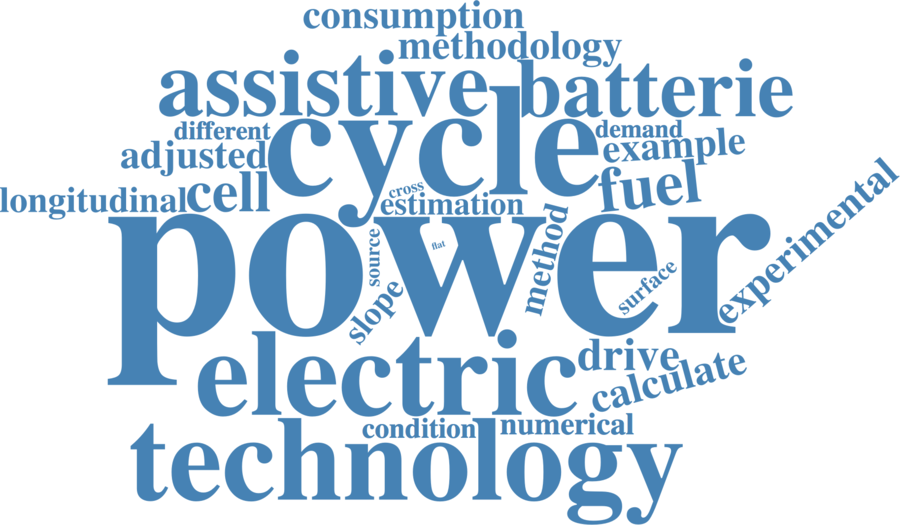 consumption
methodology
assistive batterie
cycle
different
demand
adjusted
example
longitudinal cell
fuel
cross
estimation
experimental
power
source
flat
method
surface
slope
electric
drive
calculate
condition numerical
technology